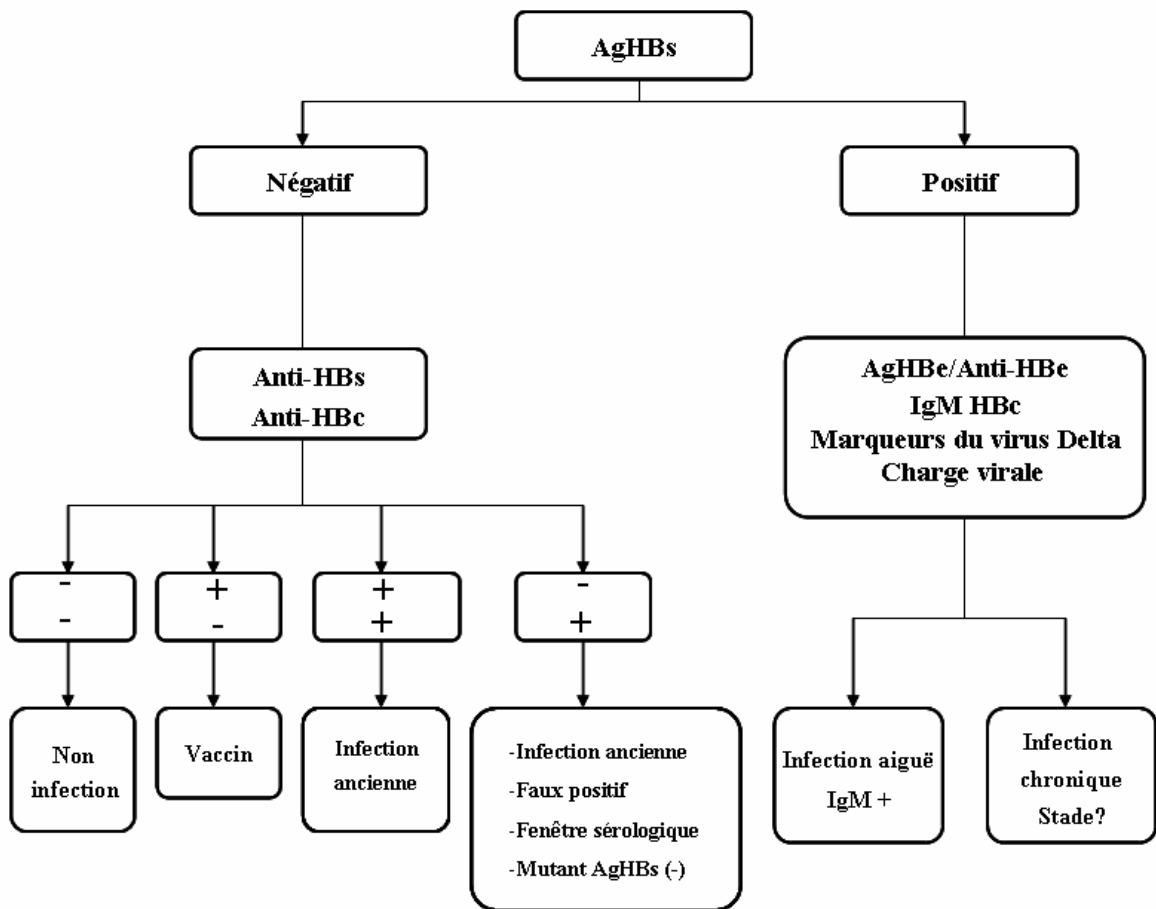 AgHBs
Négatif
Positif
Anti-HBs
Anti-HBc
AgHBe/Anti-HBe
IgM HBc
Marqueurs du virus Delta
Charge virale
-
-
+
-
+
+
-
+
Non
infection
Vaccin
Infection
ancienne
-Infection ancienne
-Faux positif
-Fenêtre sérologique
-Mutant AgHBs (-)
Infection aiguë
IgM +
Infection
chronique
Stade?